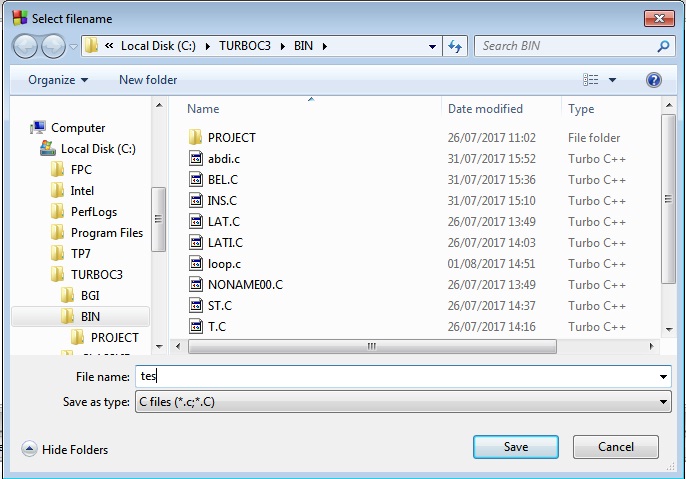 Select filename
« Local Disk (C:) ▸ TURBOC3 ▸ BIN ▸
Search BIN
Organize
New folder
Computer
Local Disk (C:)
FPC
Intel
PerfLogs
Program Files
TP7
TURBOC3
BGI
BIN
PROJECT
Name Date modified Type
PROJECT 26/07/2017 11:02 File folder
abdi.c 31/07/2017 15:52 Turbo C++
BEL.C 31/07/2017 15:36 Turbo C++
INS.C 31/07/2017 15:10 Turbo C++
LAT.C 26/07/2017 13:49 Turbo C++
LATI.C 26/07/2017 14:03 Turbo C++
loop.c 01/08/2017 14:51 Turbo C++
NONAME00.C 26/07/2017 13:49 Turbo C++
ST.C 26/07/2017 14:37 Turbo C++
T.C 26/07/2017 14:16 Turbo C++
File name: tes
Save as type: C files (*.c;*.C)
Hide Folders
Save
Cancel